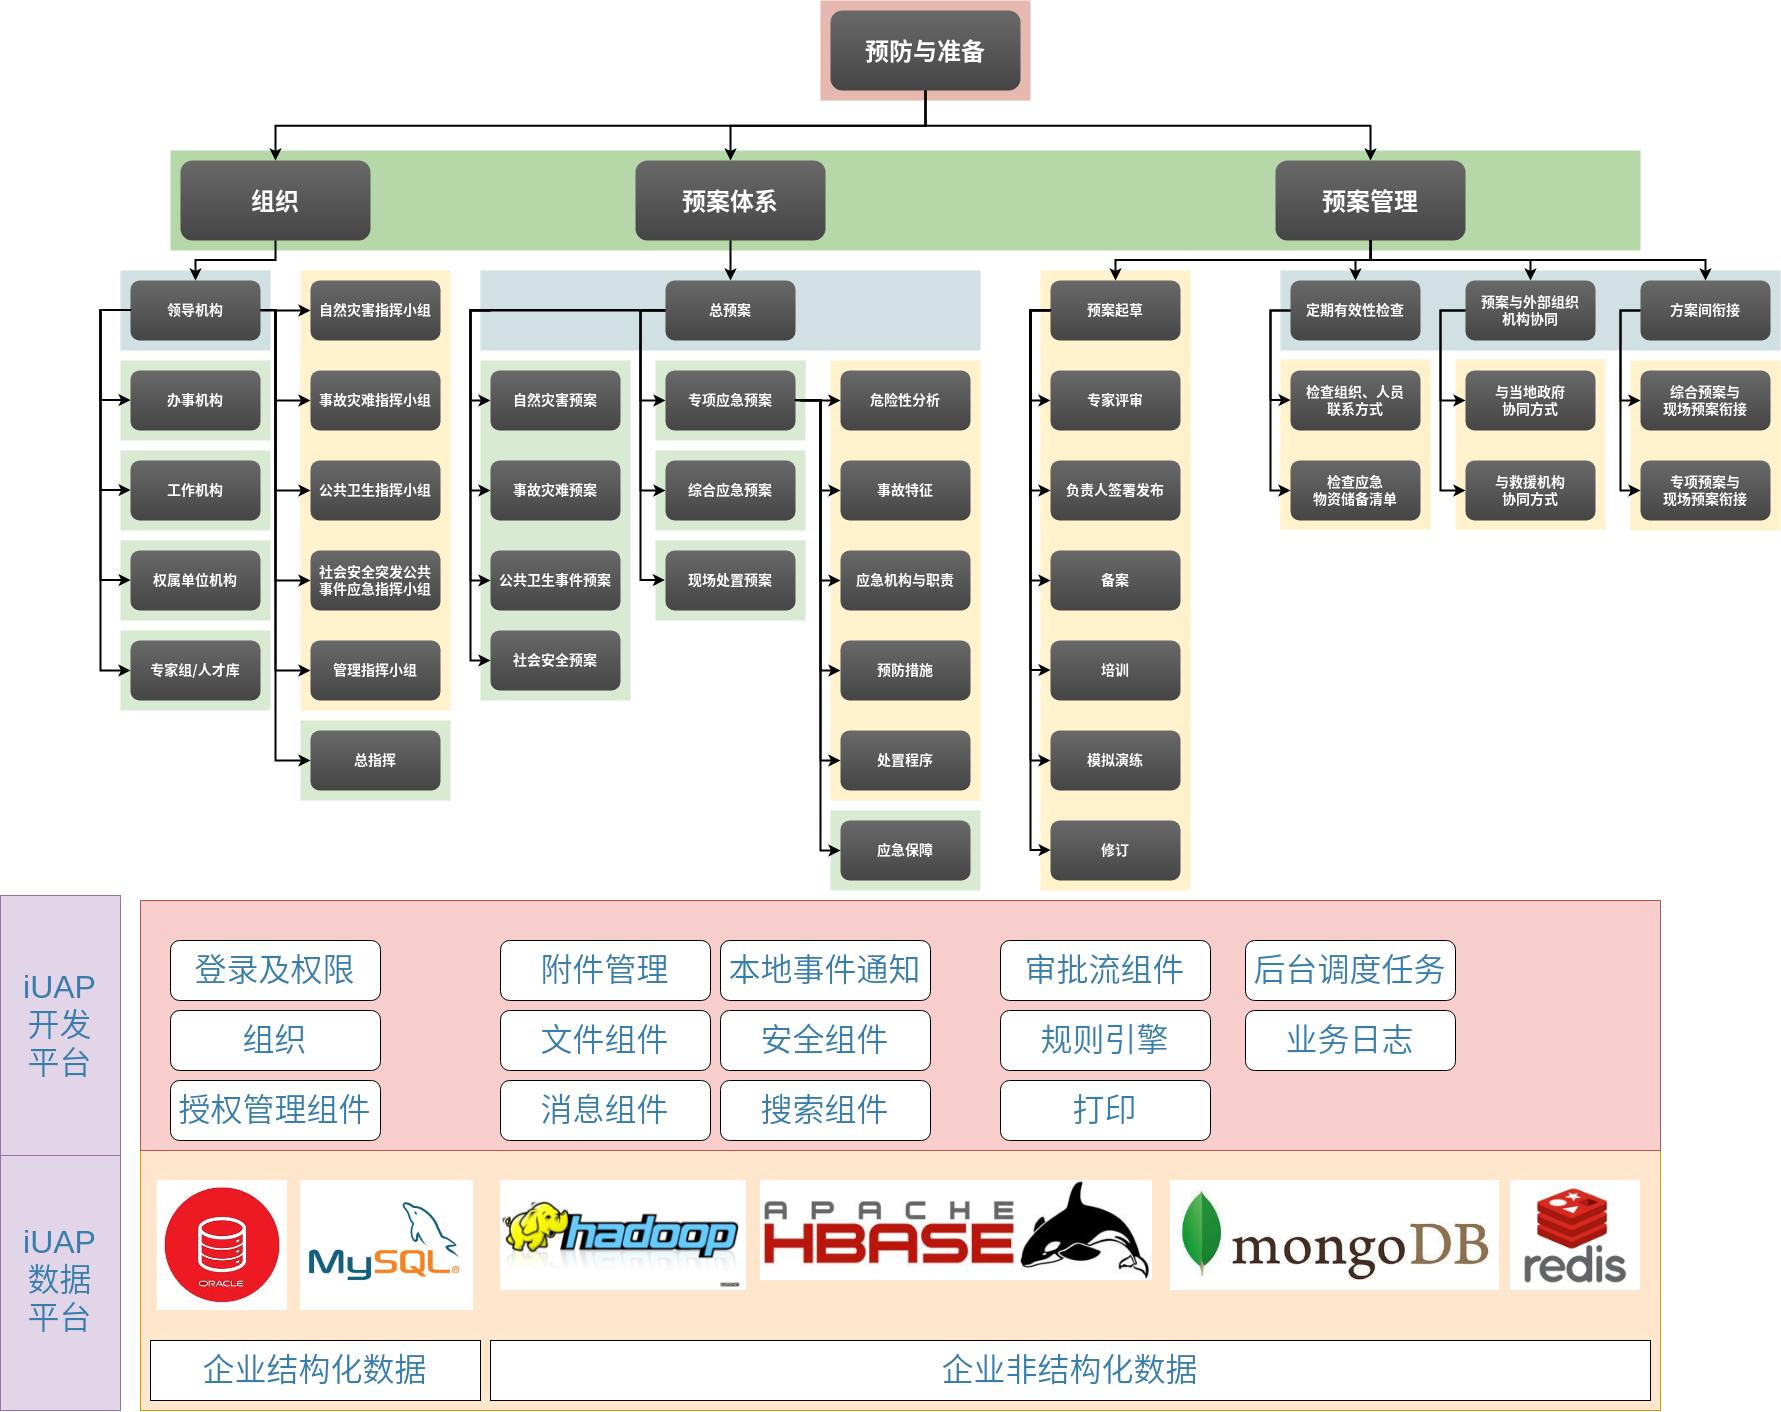 预防与准备
组织
预案体系
预案管理
领导机构
办事机构
工作机构
权属单位机构
专家组/人才库
自然灾害指挥小组
事故灾难指挥小组
公共卫生指挥小组
社会安全突发公共
事件应急指挥小组
管理指挥小组
总指挥
总预案
自然灾害预案
事故灾难预案
公共卫生事件预案
社会安全预案
专项应急预案
综合应急预案
现场处置预案
危险性分析
事故特征
应急机构与职责
预防措施
处置程序
应急保障
预案起草
专家评审
负责人签署发布
备案
培训
模拟演练
修订
定期有效性检查
检查组织、人员
联系方式
检查应急
物资储备清单
预案与外部组织
机构协同
与当地政府
协同方式
与救援机构
协同方式
方案间衔接
综合预案与
现场预案衔接
专项预案与
现场预案衔接
iUAP
开发
平台
登录及权限
组织
授权管理组件
附件管理
文件组件
消息组件
本地事件通知
安全组件
搜索组件
审批流组件
规则引擎
打印
后台调度任务
业务日志
iUAP
数据
平台
ORACLE
MySQL®
hadoop
APACHE
HBASE
mongoDB
redis
企业结构化数据
企业非结构化数据